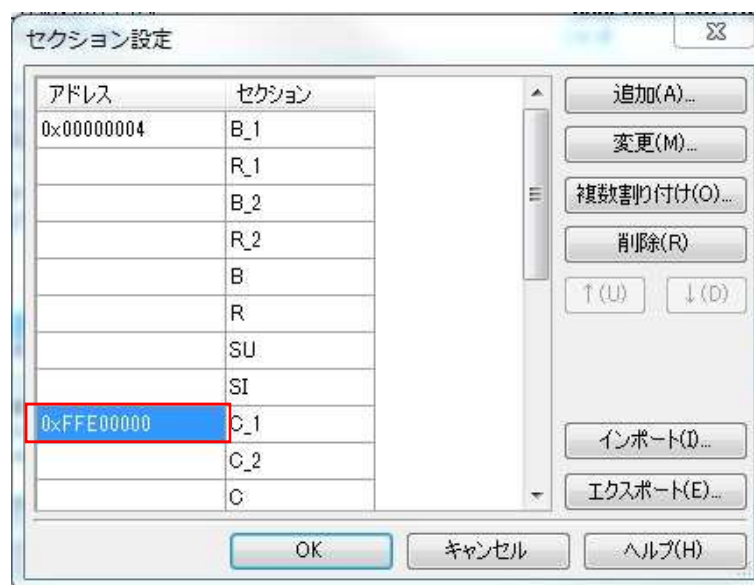 セクション設定
アドレス セクション
0x00000004 B_1
R_1
B_2
R_2
B
R
SU
SI
0xFFE00000 C_1
C_2
C
追加(A)...
変更(M)...
複数割り付け(O)...
削除(R)
↑(U) ↓(D)
インポート(I)...
エクスポート(E)...
OK キャンセル ヘルプ(H)